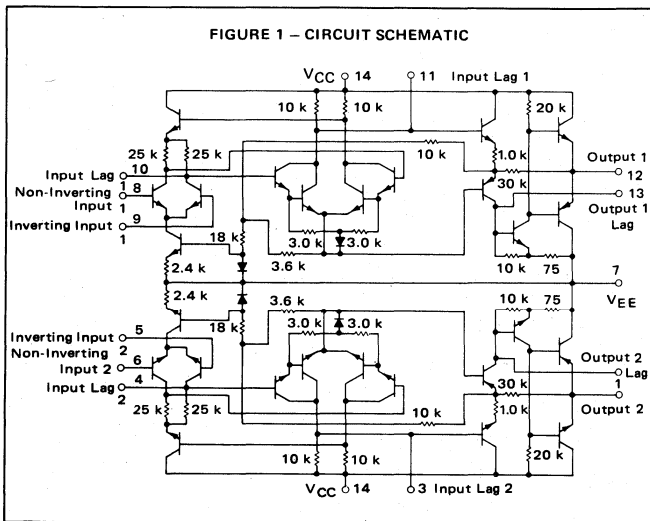 FIGURE 1 – CIRCUIT SCHEMATIC
VCC 14 11 Input Lag 1
10 k 10 k 20 k
25 k 25 k 10 k 1.0 k
Input Lag 10 1
Output 1 12
30 k
Non-Inverting Input 8 1
13 Output 1 Lag
Inverting Input 9 1
18 k 3.0 k 3.0 k
3.6 k 10 k 75
2.4 k
7 VEE
2.4 k
3.6 k 10 k 75
18 k 3.0 k 3.0 k
Inverting Input 5 2
Non-Inverting Input 2 6
Output 2 Lag
30 k
Input Lag 4 2
1 Output 2
25 k 25 k 10 k 1.0 k
10 k 10 k 20 k
VCC 14 3 Input Lag 2